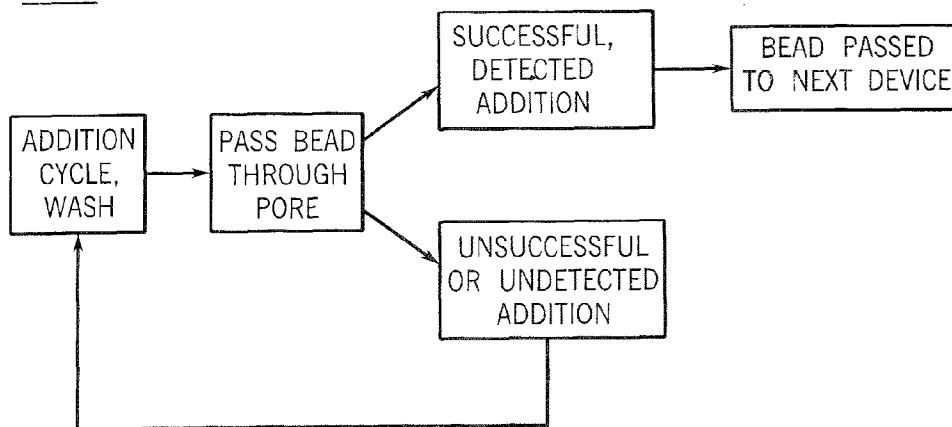 ADDITION
CYCLE,
WASH
PASS BEAD
THROUGH
PORE
SUCCESSFUL,
DETECTED
ADDITION
BEAD PASSED
TO NEXT DEVICE
UNSUCCESSFUL
OR UNDETECTED
ADDITION